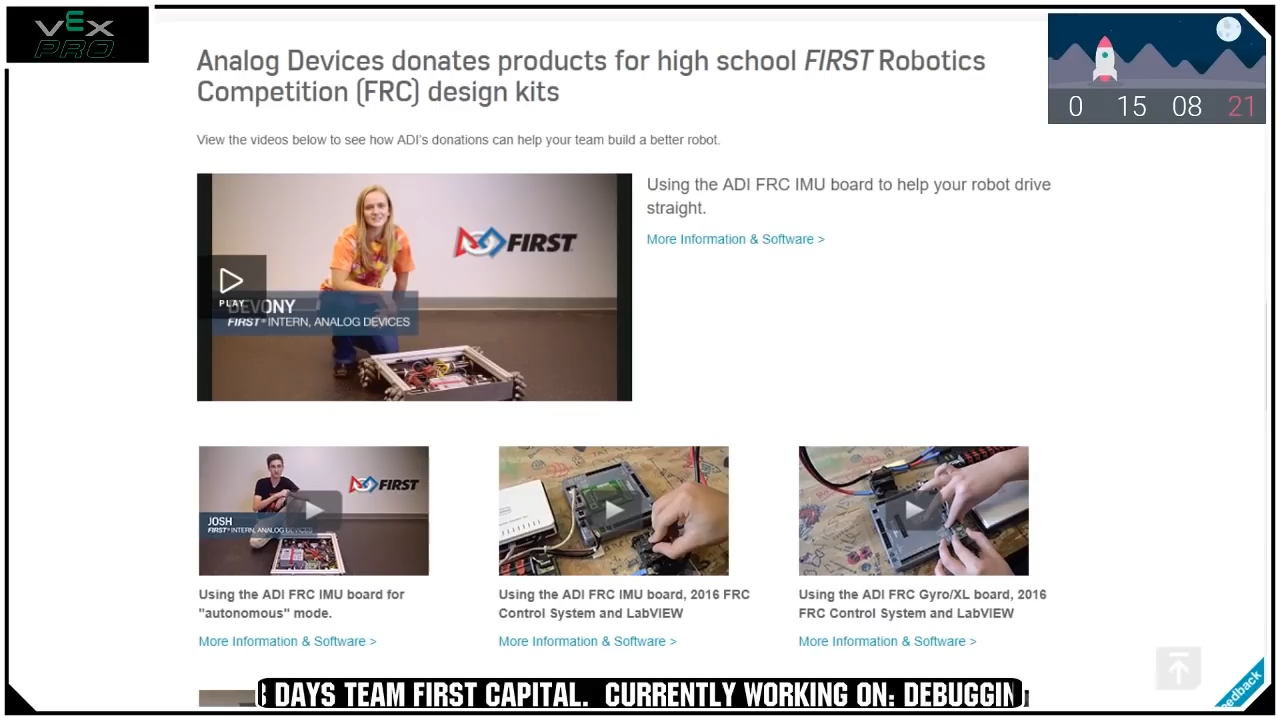 VEX
PRO
Analog Devices donates products for high school FIRST Robotics
Competition (FRC) design kits
0 15 08 21
View the videos below to see how ADI's donations can help your team build a better robot.
FIRST
PLAY
DEVONY
FIRST® INTERN, ANALOG DEVICES
Using the ADI FRC IMU board to help your robot drive
straight.
More Information & Software >
FIRST
JOSH
FIRST® INTERN, ANALOG DEVICES
Using the ADI FRC IMU board for
"autonomous" mode.
More Information & Software >
Using the ADI FRC IMU board, 2016 FRC
Control System and LabVIEW
More Information & Software >
Using the ADI FRC Gyro/XL board, 2016
FRC Control System and LabVIEW
More Information & Software >
edback
DAYS TEAM FIRST CAPITAL. CURRENTLY WORKING ON: DEBUGGIN